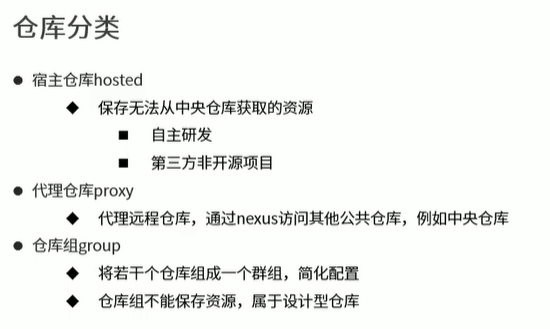 仓库分类
宿主仓库hosted
保存无法从中央仓库获取的资源
自主研发
第三方非开源项目
代理仓库proxy
代理远程仓库，通过nexus访问其他公共仓库，例如中央仓库
仓库组group
将若干个仓库组成一个群组，简化配置
仓库组不能保存资源，属于设计型仓库